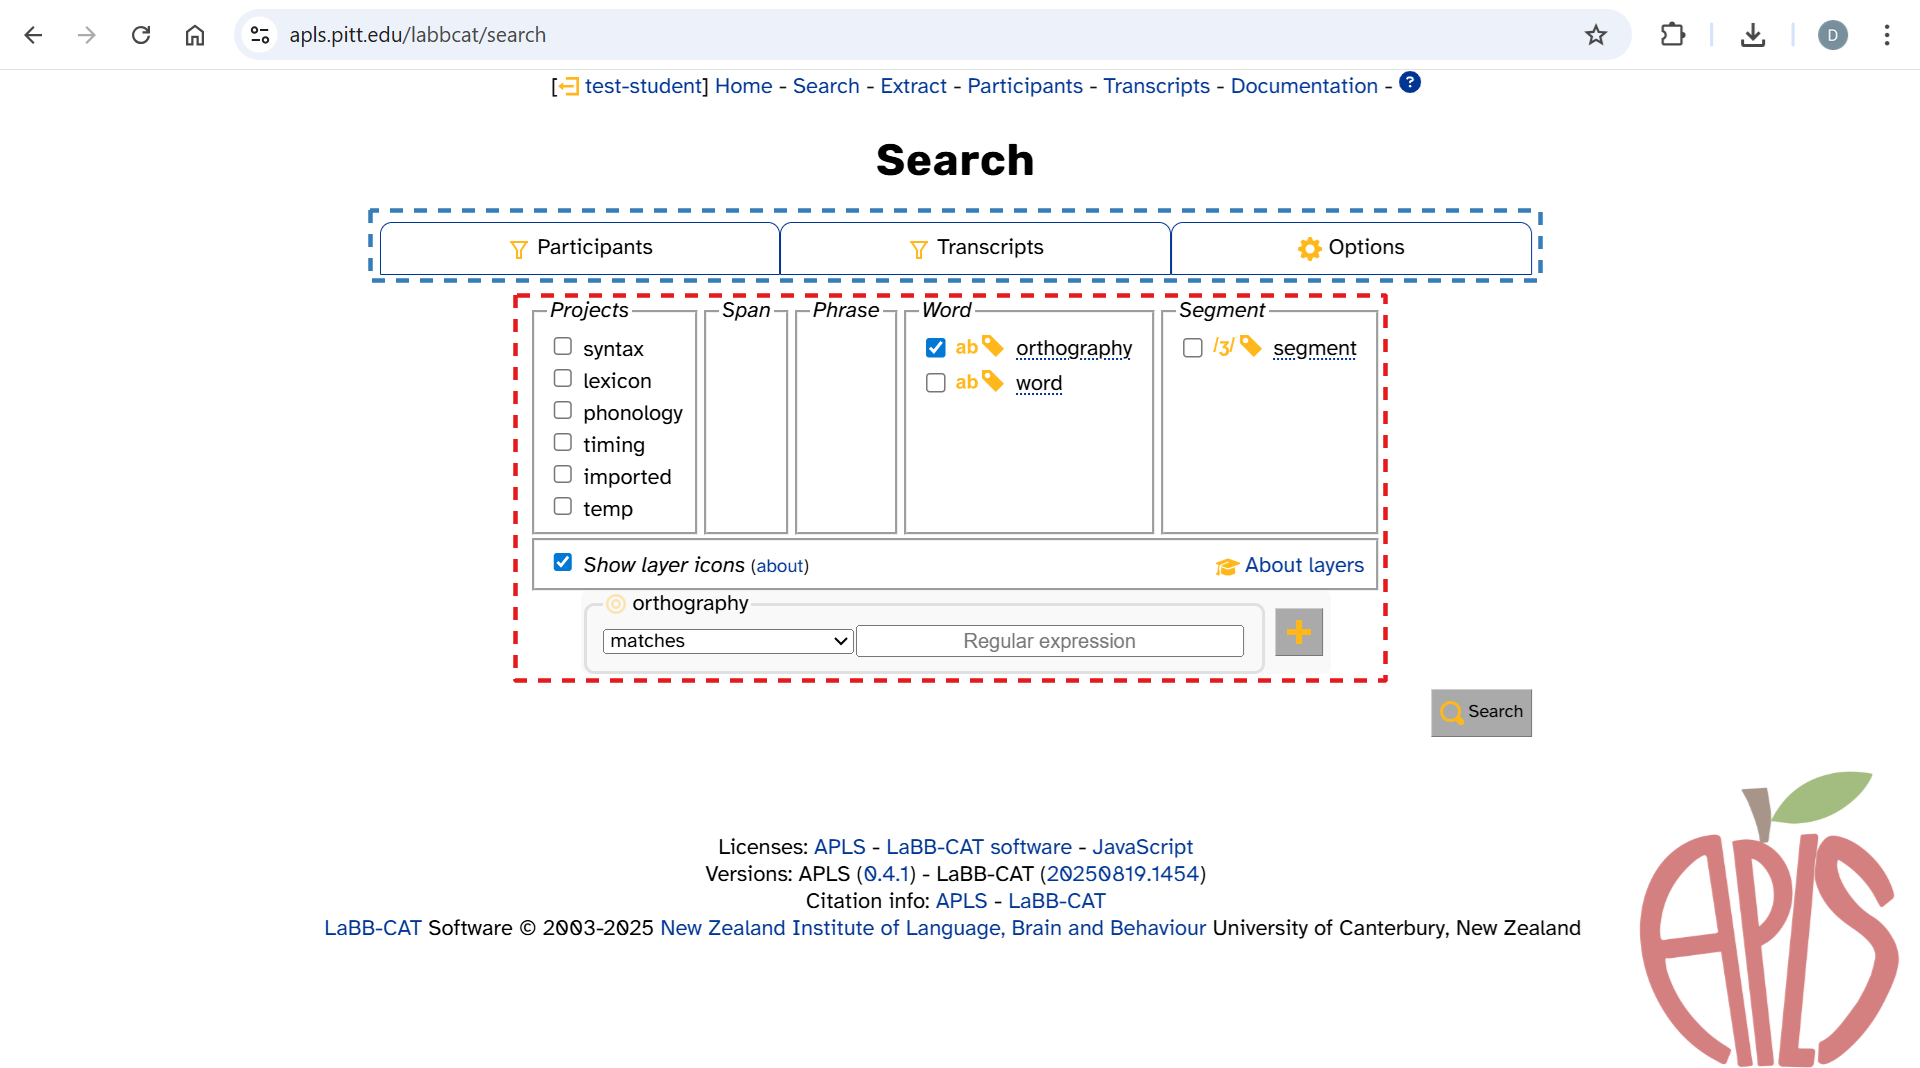 apls.pitt.edu/labbcat/search
D
[test-student] Home - Search - Extract - Participants - Transcripts - Documentation - ?
Search
Participants Transcripts Options
Projects Span Phrase Word Segment
syntax ab orthography /ʒ/ segment
lexicon ab word
phonology
timing
imported
temp
Show layer icons (about) About layers
orthography
matches Regular expression
Search
Licenses: APLS - LaBB-CAT software - JavaScript
Versions: APLS (0.4.1) - LaBB-CAT (20250819.1454)
Citation info: APLS - LaBB-CAT
LaBB-CAT Software © 2003-2025 New Zealand Institute of Language, Brain and Behaviour University of Canterbury, New Zealand
APLS